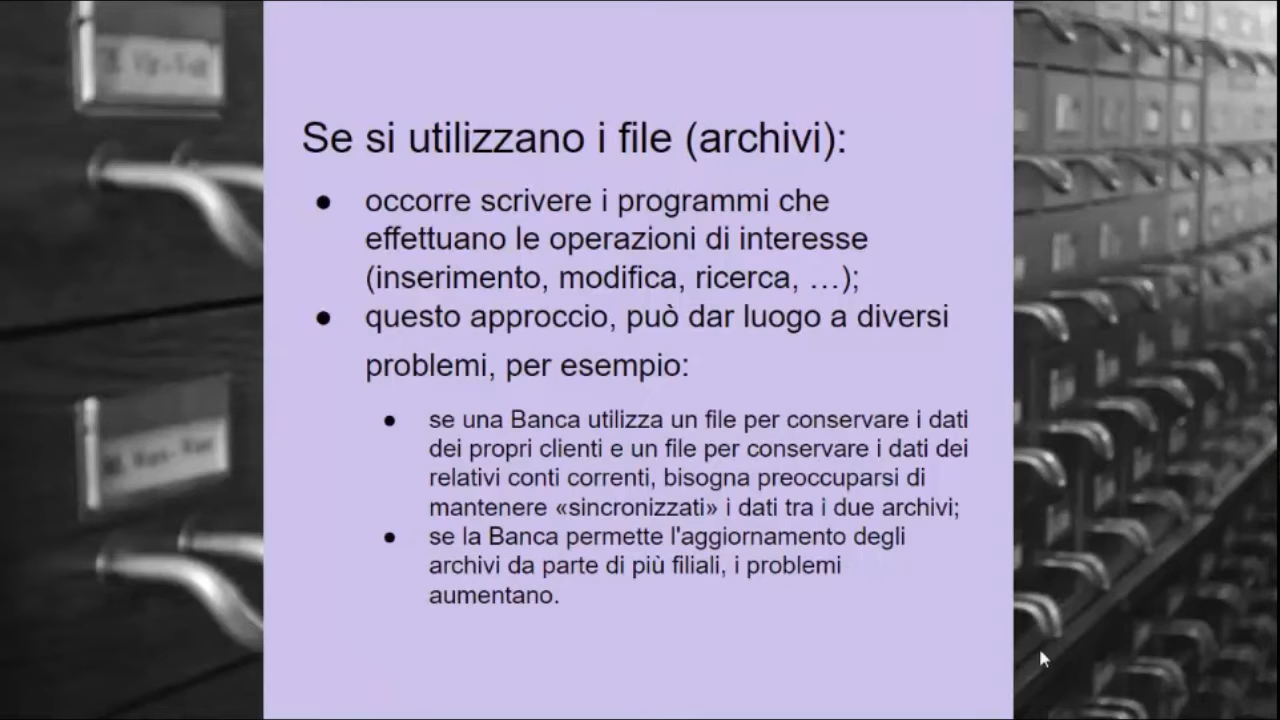 Se si utilizzano i file (archivi):
● occorre scrivere i programmi che
effettuano le operazioni di interesse
(inserimento, modifica, ricerca, …);
● questo approccio, può dar luogo a diversi
problemi, per esempio:
● se una Banca utilizza un file per conservare i dati
dei propri clienti e un file per conservare i dati dei
relativi conti correnti, bisogna preoccuparsi di
mantenere «sincronizzati» i dati tra i due archivi;
● se la Banca permette l'aggiornamento degli
archivi da parte di più filiali, i problemi
aumentano.